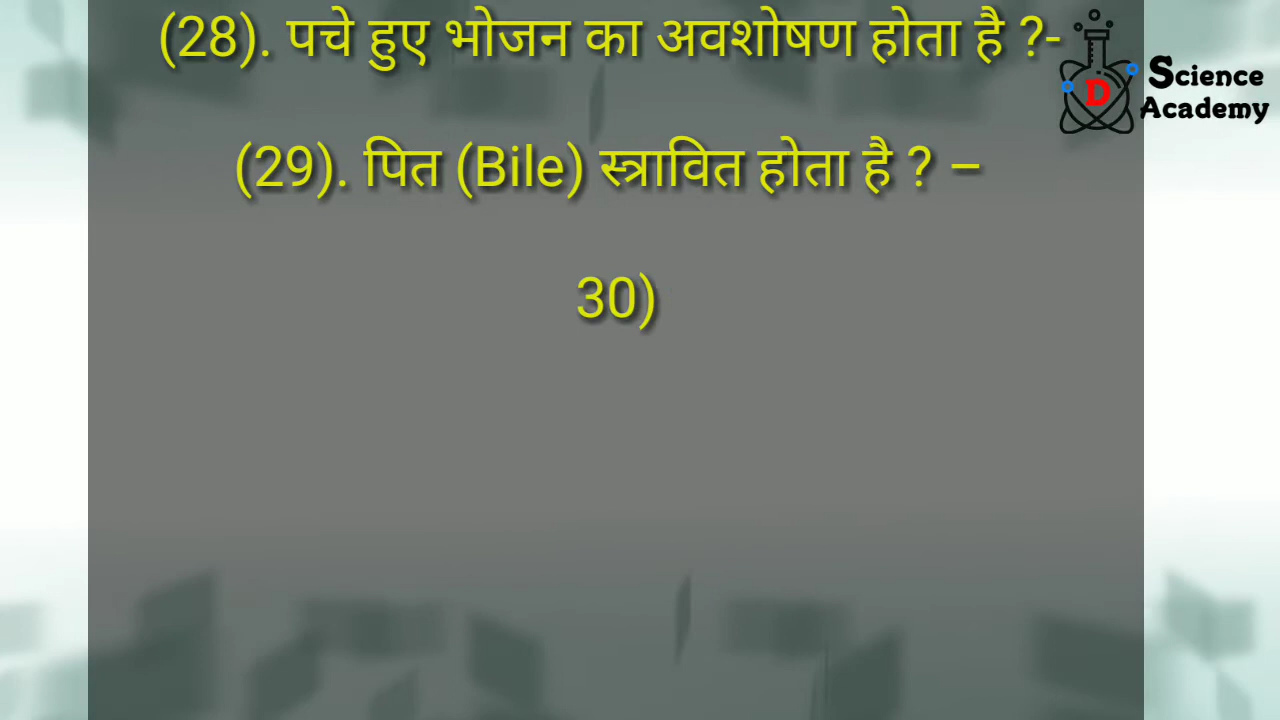 (28). पचे हुए भोजन का अवशोषण होता है ?-
D Science Academy
(29). पित (Bile) स्त्रावित होता है ? –
30)